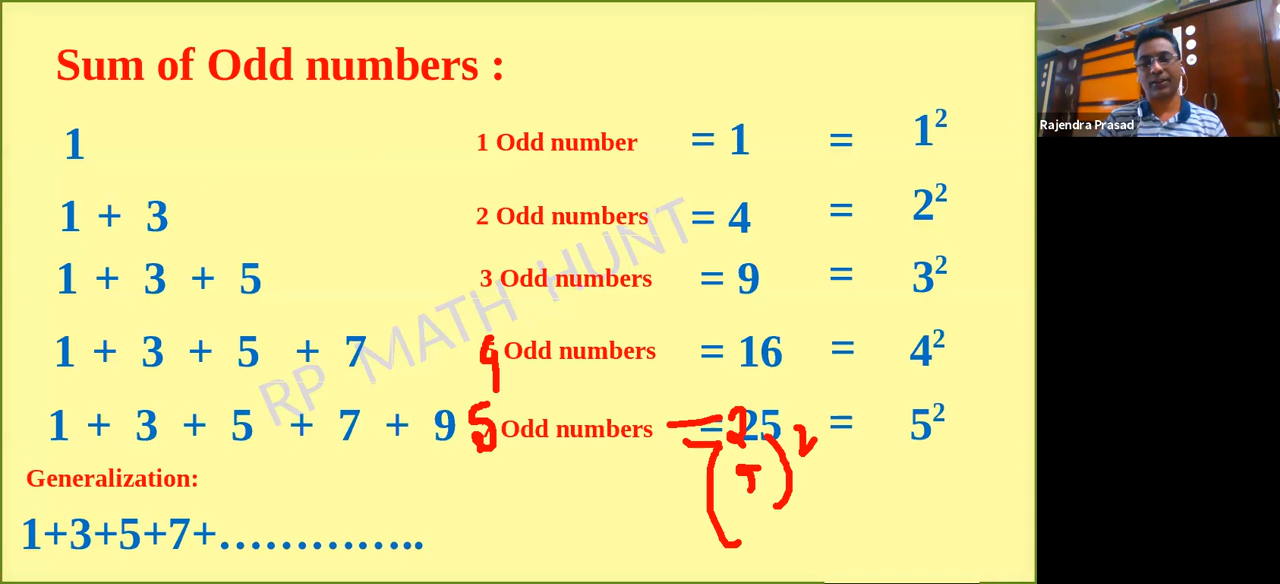 Sum of Odd numbers :
1 1 Odd number = 1 = 1²
1 + 3 2 Odd numbers = 4 = 2²
1 + 3 + 5 3 Odd numbers = 9 = 3²
1 + 3 + 5 + 7 4 Odd numbers = 16 = 4²
1 + 3 + 5 + 7 + 9 5 Odd numbers = 25 = 5²
( )²
Generalization:
1+3+5+7+…………..
RP MATH HUNT
Rajendra Prasad